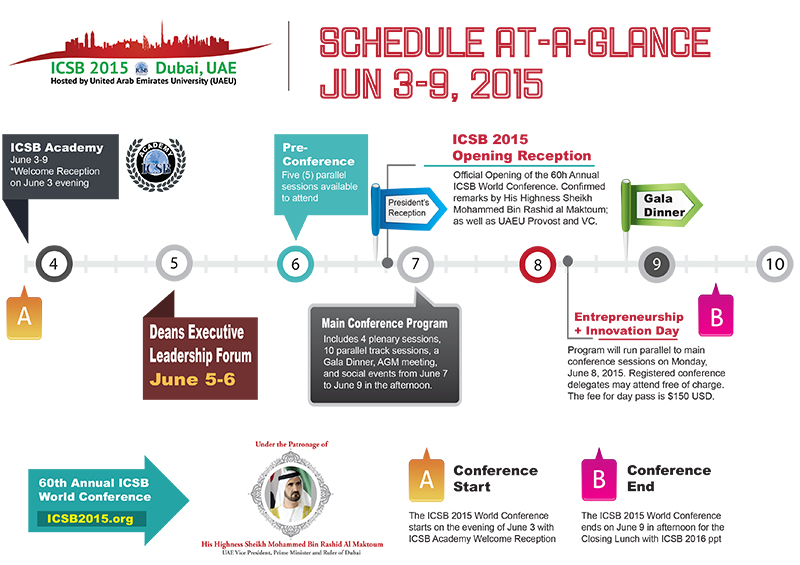 ICSB 2015 ICSB Dubai, UAE
Hosted by United Arab Emirates University (UAEU)
SCHEDULE AT-A-GLANCE
JUN 3-9, 2015
ICSB Academy
June 3-9
*Welcome Reception
on June 3 evening
ACADEMY
ICSB
Pre-
Conference
Five (5) parallel
sessions available
to attend
President's
Reception
ICSB 2015
Opening Reception
Official Opening of the 60h Annual
ICSB World Conference. Confirmed
remarks by His Highness Sheikh
Mohammed Bin Rashid al Maktoum;
as well as UAEU Provost and VC.
Gala
Dinner
4
5
6
7
8
9
10
A
Deans Executive
Leadership Forum
June 5-6
Main Conference Program
Includes 4 plenary sessions,
10 parallel track sessions, a
Gala Dinner, AGM meeting,
and social events from June 7
to June 9 in the afternoon.
Entrepreneurship
+ Innovation Day
Program will run parallel to main
conference sessions on Monday,
June 8, 2015. Registered conference
delegates may attend free of charge.
The fee for day pass is $150 USD.
B
60th Annual ICSB
World Conference
ICSB2015.org
Under the Patronage of
His Highness Sheikh Mohammed Bin Rashid Al Maktoum
UAE Vice President, Prime Minister and Ruler of Dubai
A
Conference
Start
The ICSB 2015 World Conference
starts on the evening of June 3 with
ICSB Academy Welcome Reception
B
Conference
End
The ICSB 2015 World Conference
ends on June 9 in afternoon for the
Closing Lunch with ICSB 2016 ppt